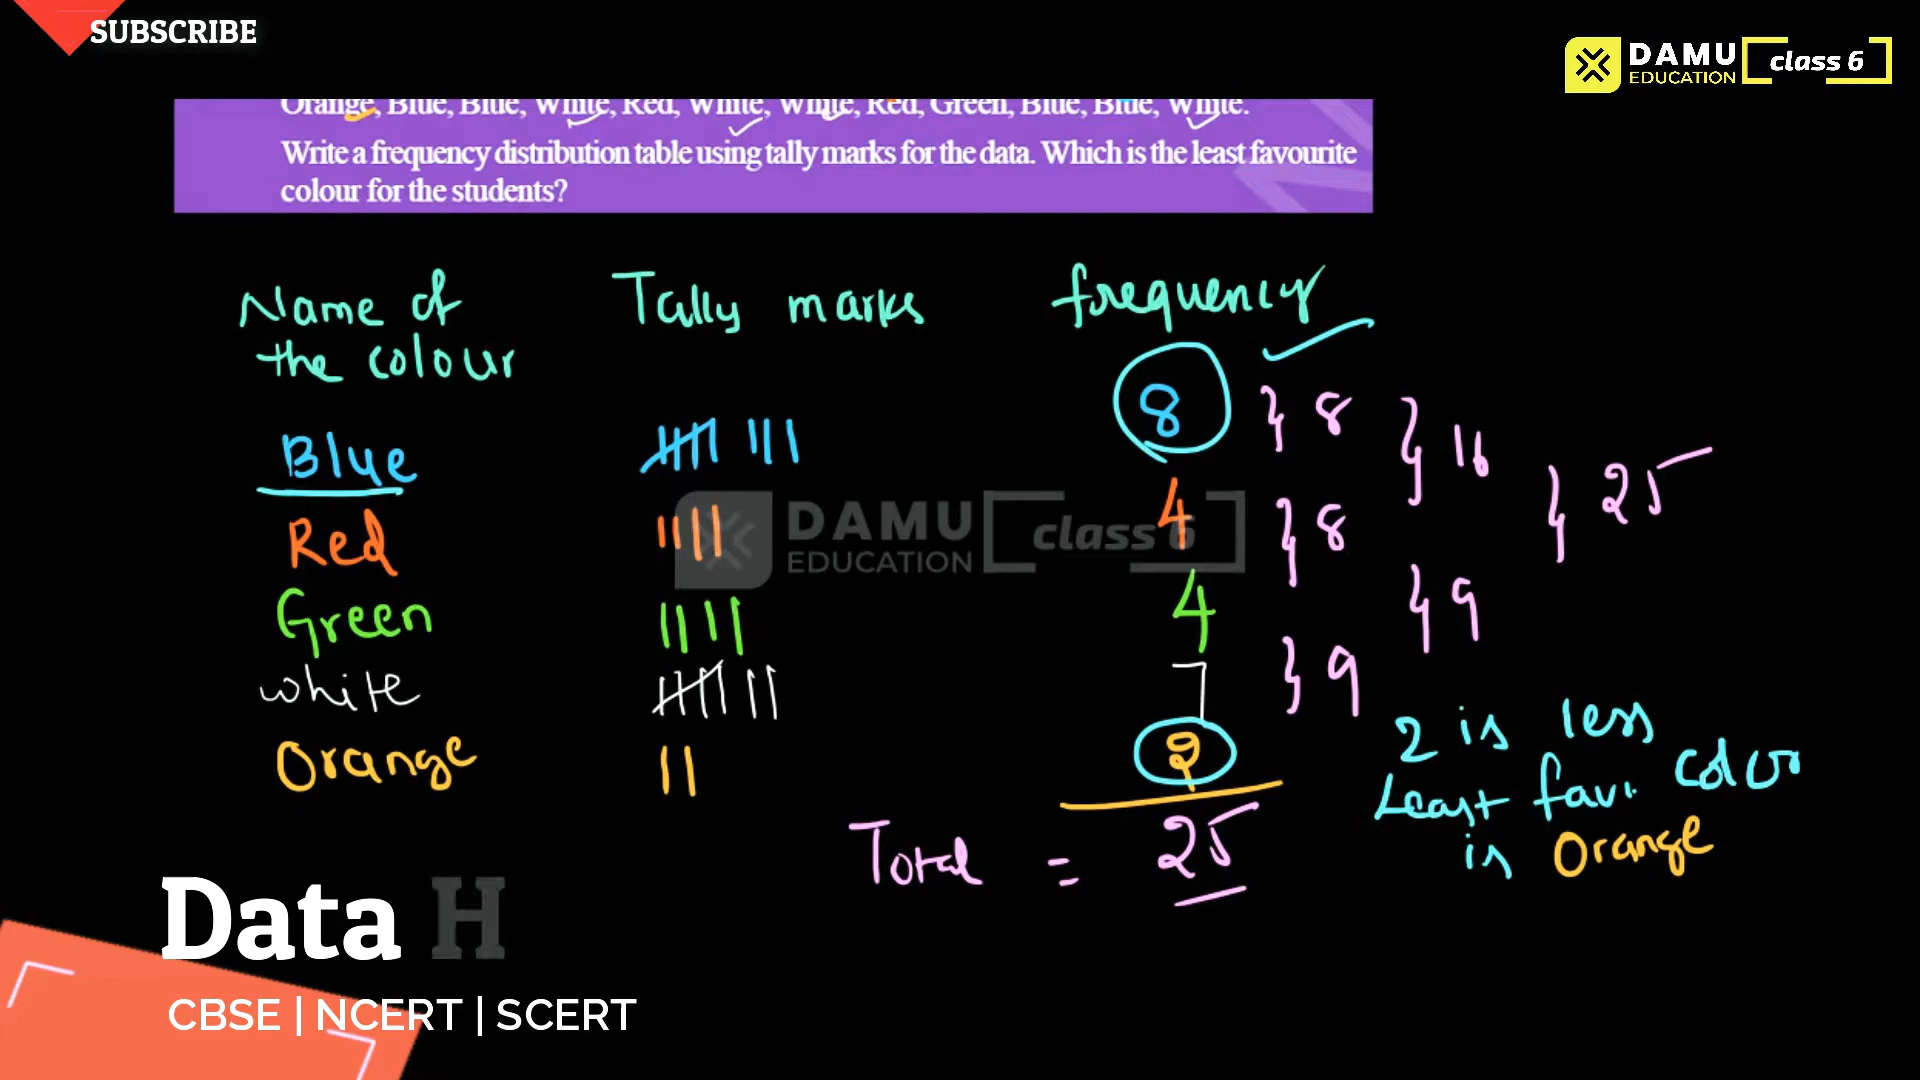 SUBSCRIBE
DAMU EDUCATION class 6
Orange, Blue, Blue, White, Red, White, White, Red, Green, Blue, Blue, White.
Write a frequency distribution table using tally marks for the data. Which is the least favourite
colour for the students?
Name of the colour Tally marks frequency
Blue 8 } 8 } 16 } 25
Red 4 } 8
Green 4 } 9
white 7 } 9
Orange 2
2 is less
Least favr. colour
is Orange
Total = 25
DAMU EDUCATION class 6
Data H
CBSE | NCERT | SCERT